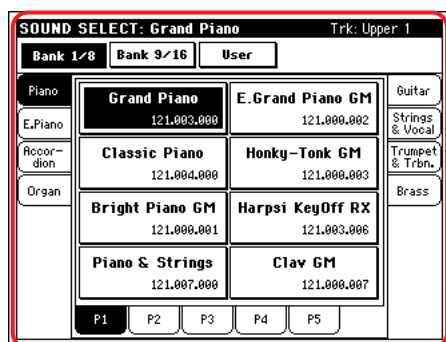 SOUND SELECT: Grand Piano Trk: Upper 1
Bank 1/8 Bank 9/16 User
Piano
E.Piano
Accor-
dion
Organ
Grand Piano
121.003.000
E.Grand Piano GM
121.000.002
Classic Piano
121.004.000
Honky-Tonk GM
121.000.003
Bright Piano GM
121.000.001
Harpsi KeyOff RX
121.003.006
Piano & Strings
121.007.000
Clav GM
121.000.007
Guitar
Strings
& Vocal
Trumpet
& Trbn.
Brass
P1 P2 P3 P4 P5